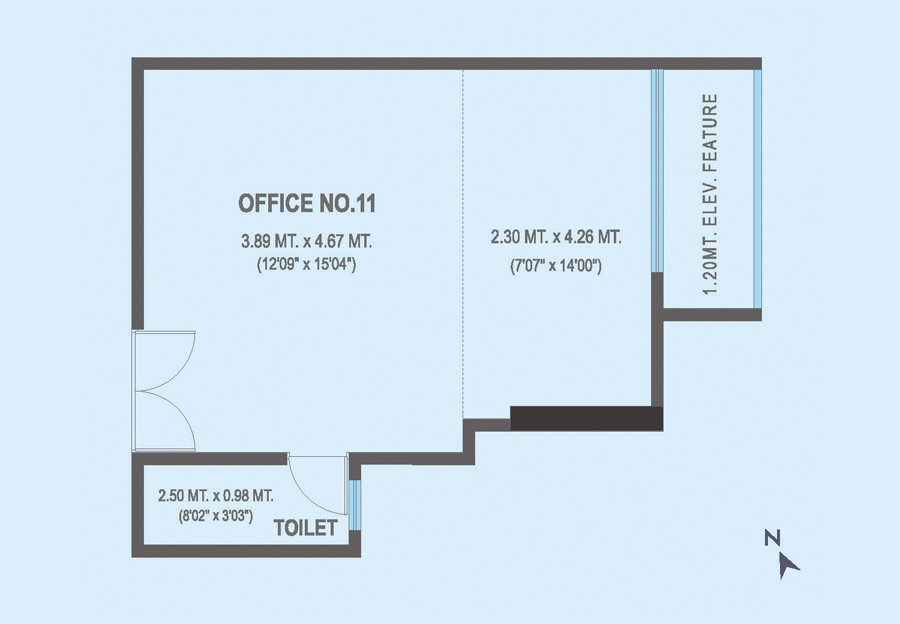 OFFICE NO.11
3.89 MT. x 4.67 MT.
(12'09" x 15'04")
2.30 MT. x 4.26 MT.
(7'07" x 14'00")
1.20MT. ELEV. FEATURE
2.50 MT. x 0.98 MT.
(8'02" x 3'03")
TOILET
N